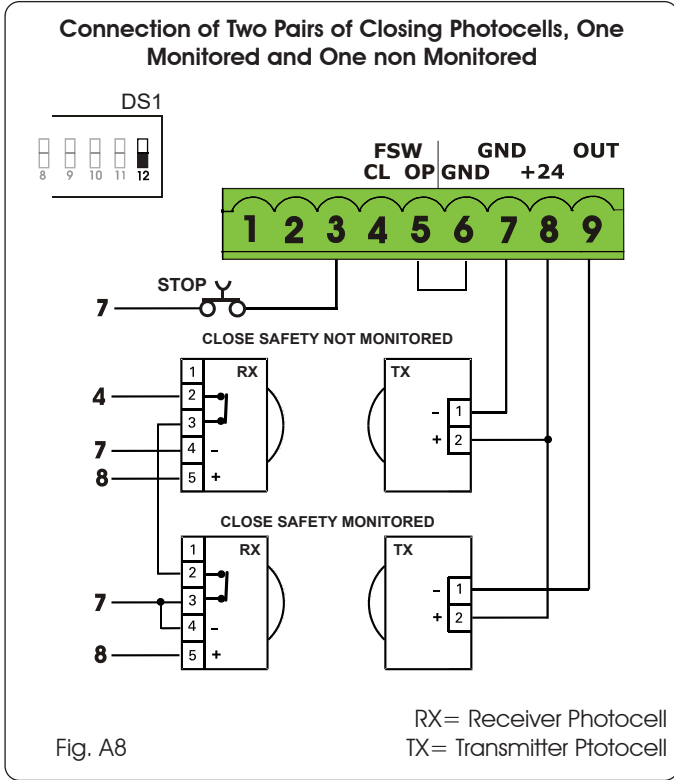 Connection of Two Pairs of Closing Photocells, One
Monitored and One non Monitored
DS1
8 9 10 11 12
FSW GND OUT
CL OP GND +24
1 2 3 4 5 6 7 8 9
STOP
7
CLOSE SAFETY NOT MONITORED
1 RX TX
4 2
3 - 1
7 4 - + 2
8 5 +
CLOSE SAFETY MONITORED
1 RX TX
2
7 3 - 1
4 - + 2
8 5 +
RX= Receiver Photocell
Fig. A8 TX= Transmitter Ptotocell